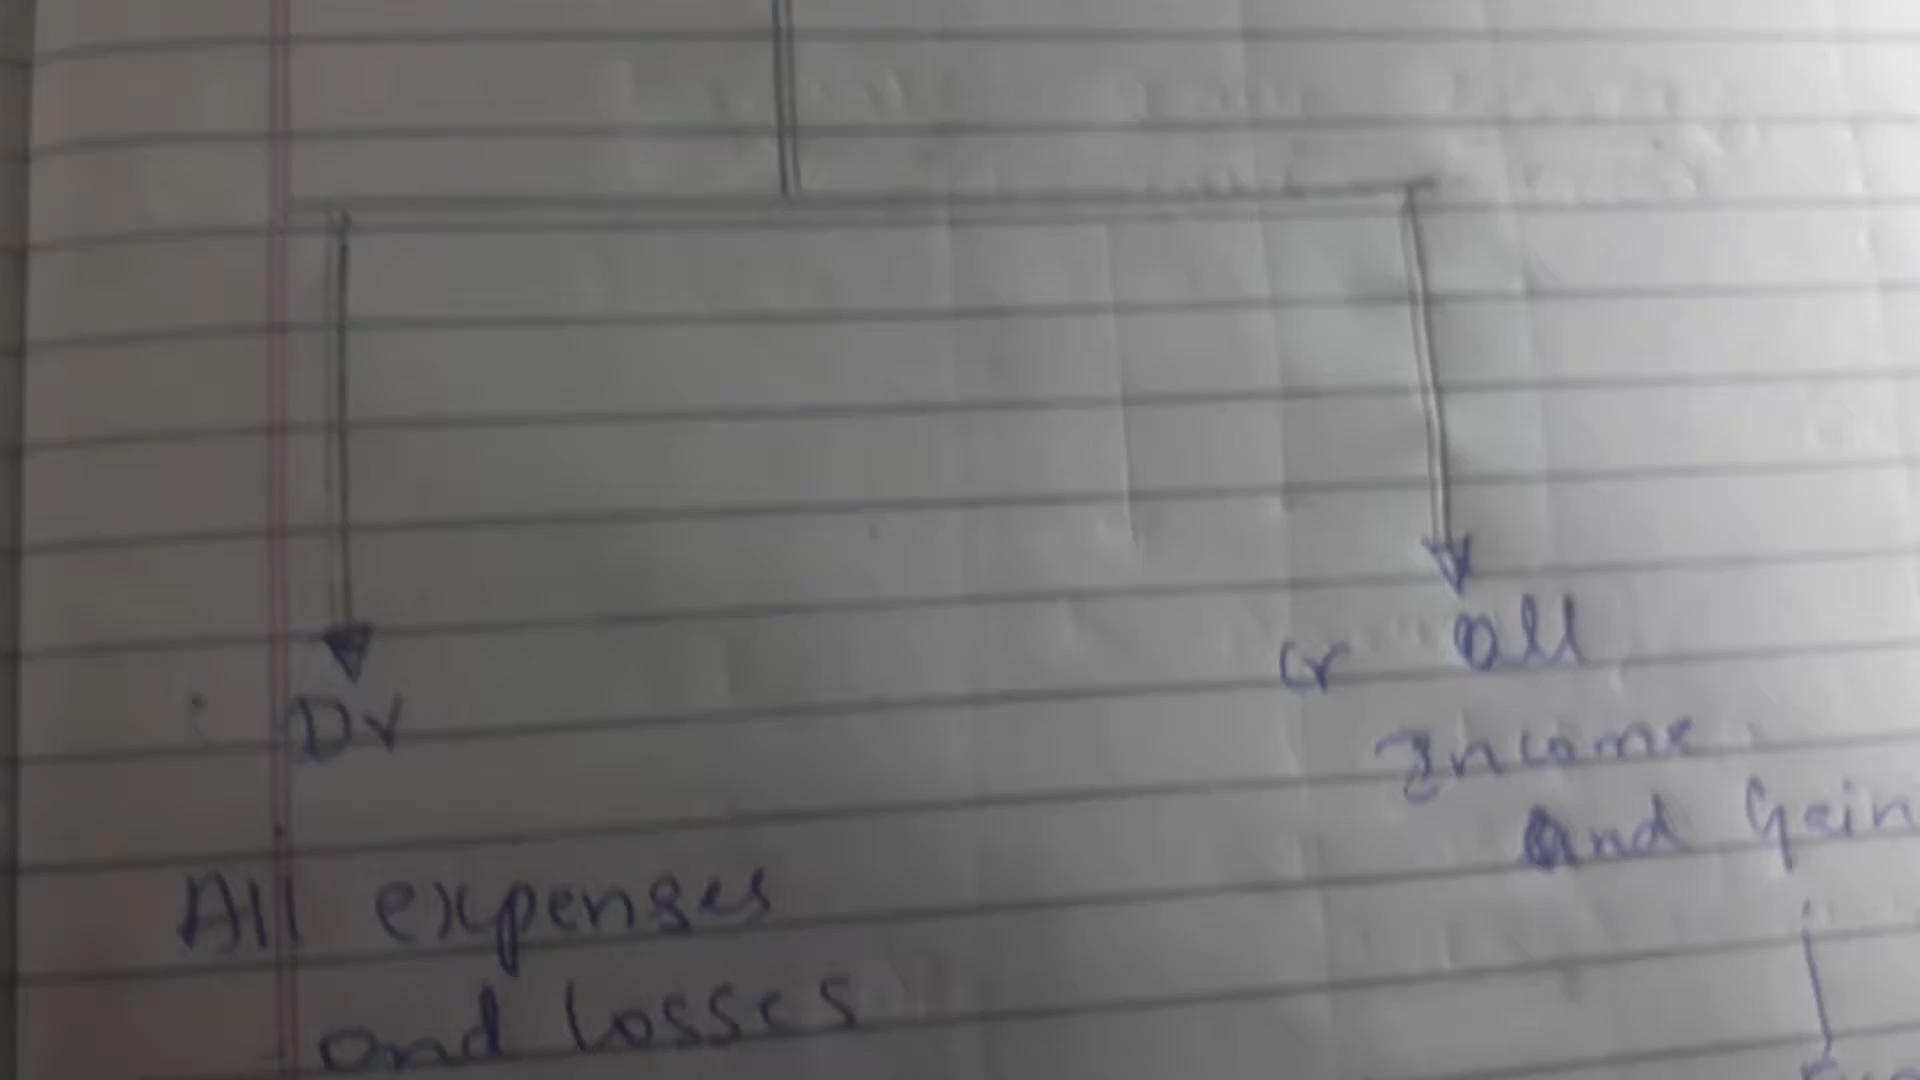 Dr
All expenses
and losses
Cr All
Income
And Gain